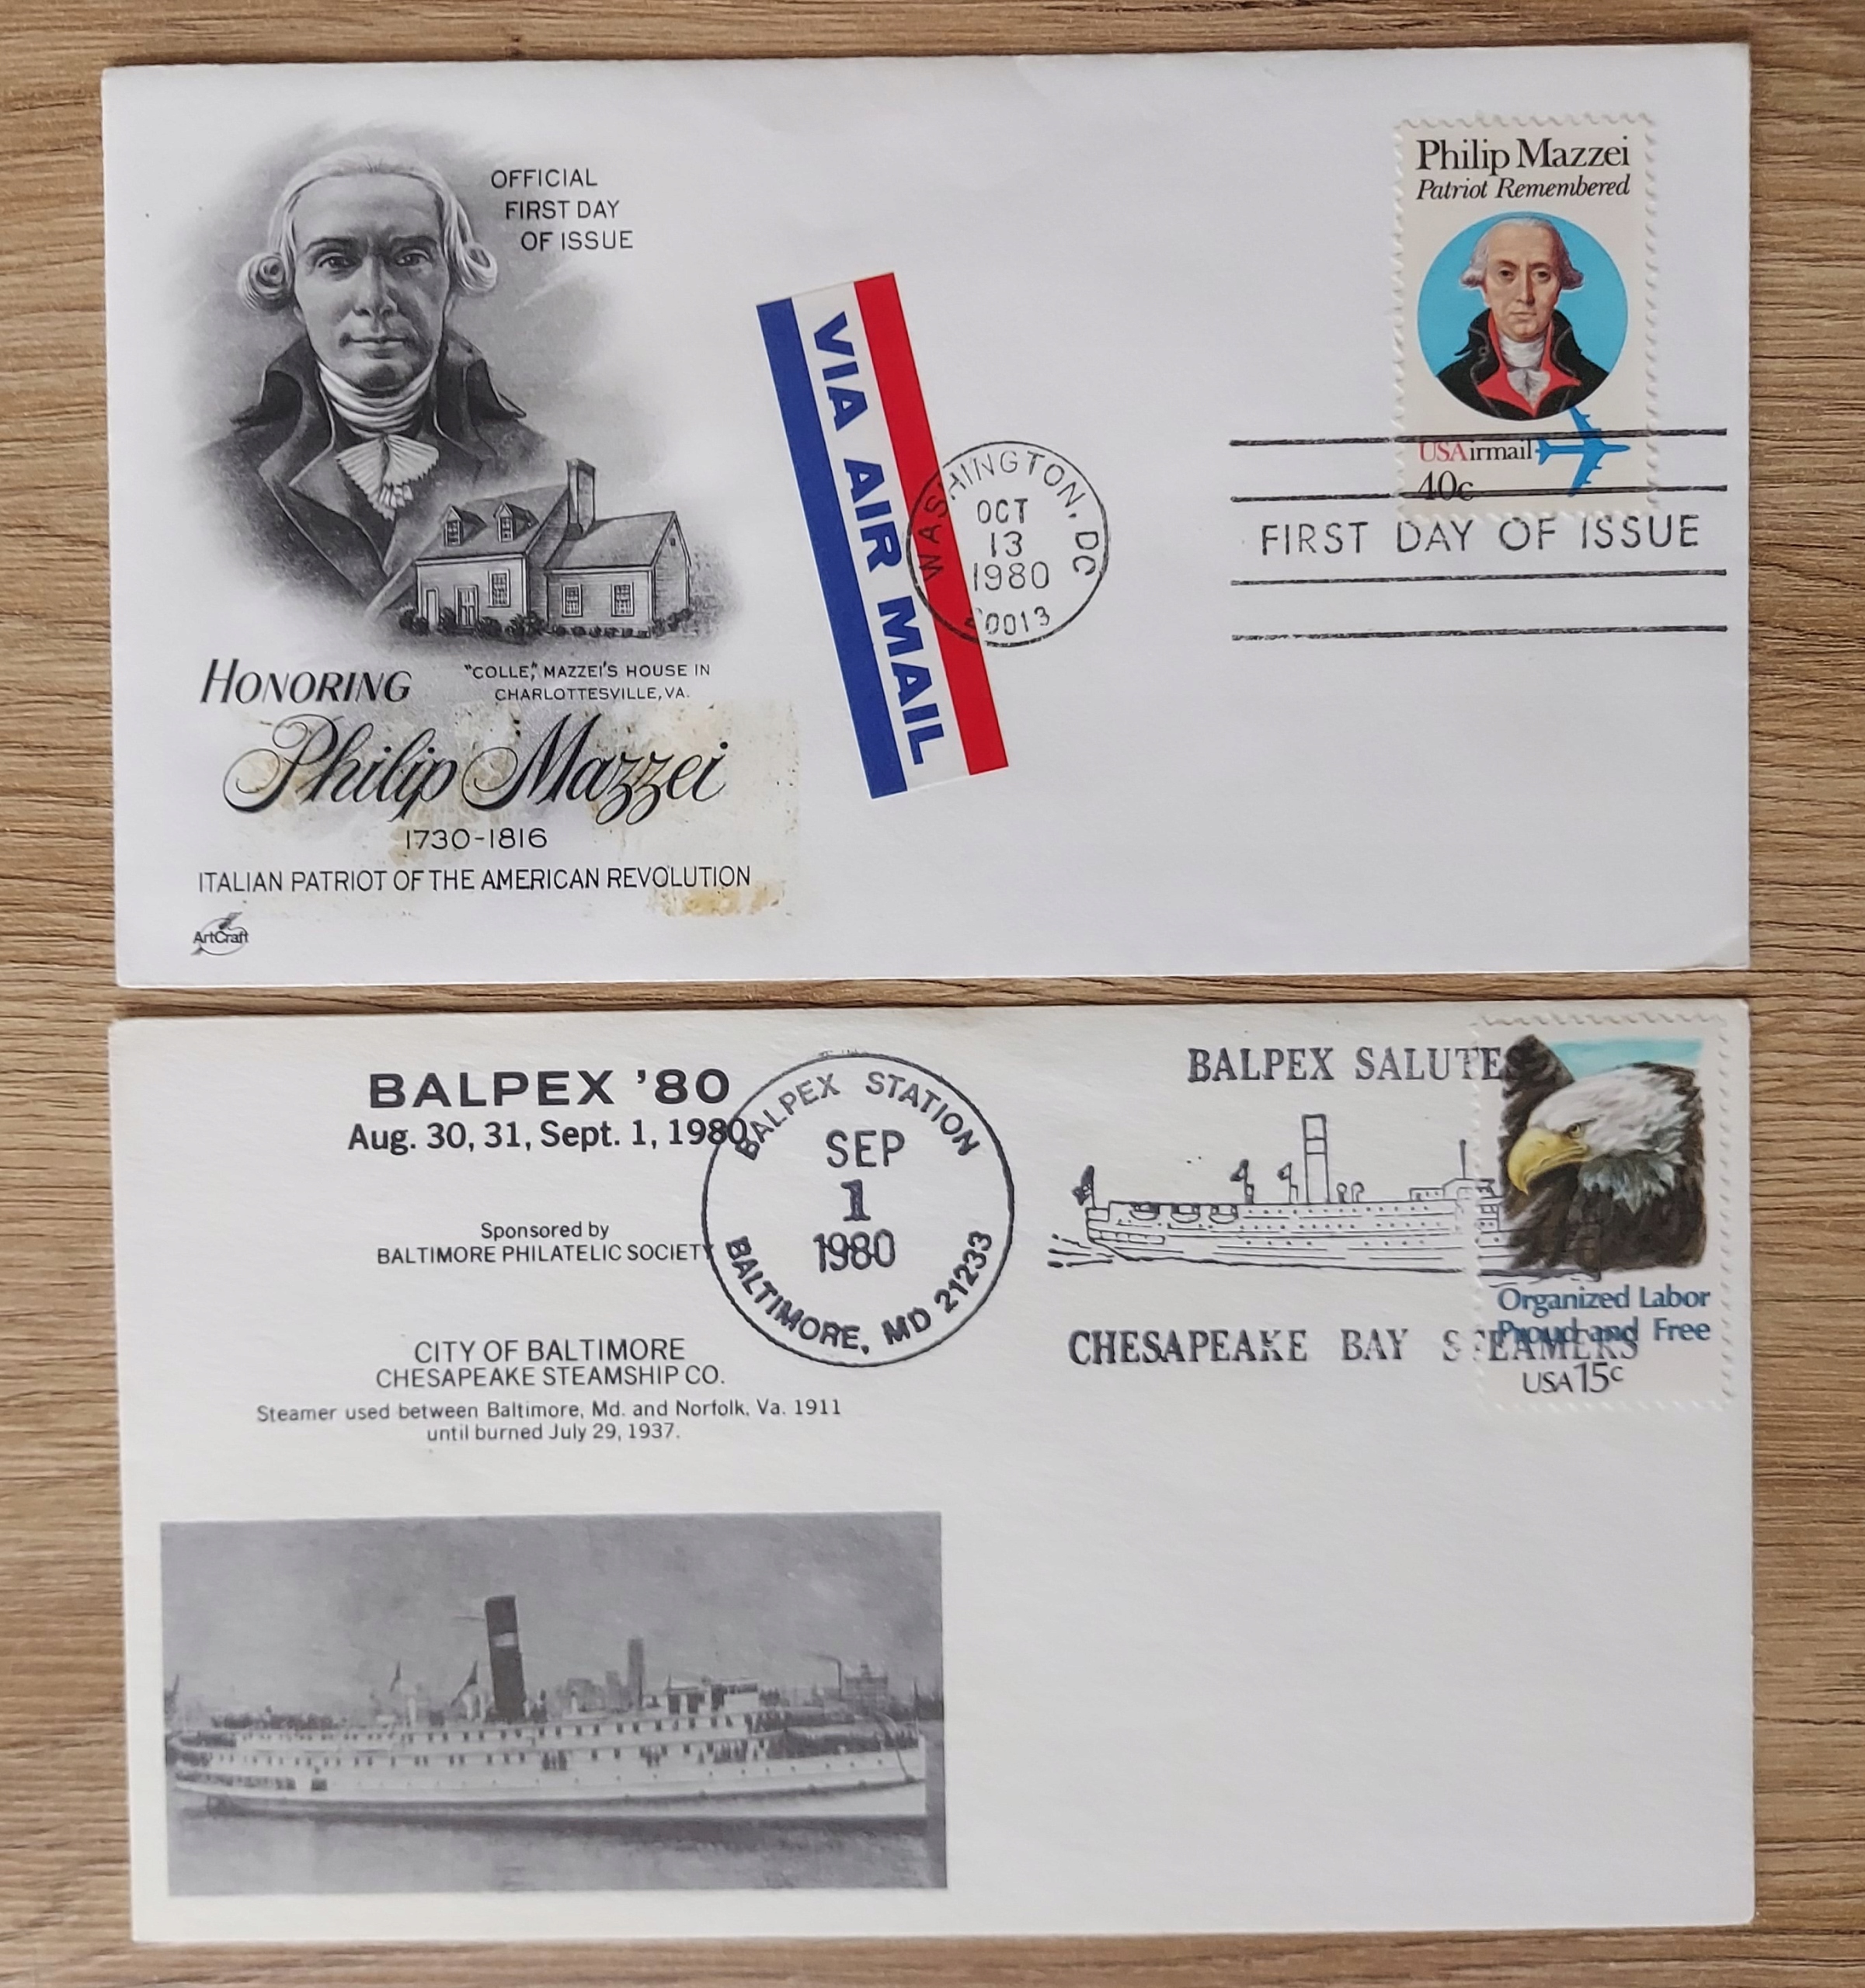 OFFICIAL
FIRST DAY
OF ISSUE
Philip Mazzei
Patriot Remembered
USAirmail
40c
VIA AIR MAIL
WASHINGTON, DC
OCT
13
1980
20013
FIRST DAY OF ISSUE
HONORING
"COLLE," MAZZEI'S HOUSE IN
CHARLOTTESVILLE, VA.
Philip Mazzei
1730-1816
ITALIAN PATRIOT OF THE AMERICAN REVOLUTION
ArtCraft
BALPEX '80
Aug. 30, 31, Sept. 1, 1980
Sponsored by
BALTIMORE PHILATELIC SOCIETY
CITY OF BALTIMORE
CHESAPEAKE STEAMSHIP CO.
Steamer used between Baltimore, Md. and Norfolk, Va. 1911
until burned July 29, 1937.
BALPEX STATION
SEP
1
1980
BALTIMORE, MD 21233
BALPEX SALUTES
CHESAPEAKE BAY STEAMERS
Organized Labor
Proud and Free
USA 15c